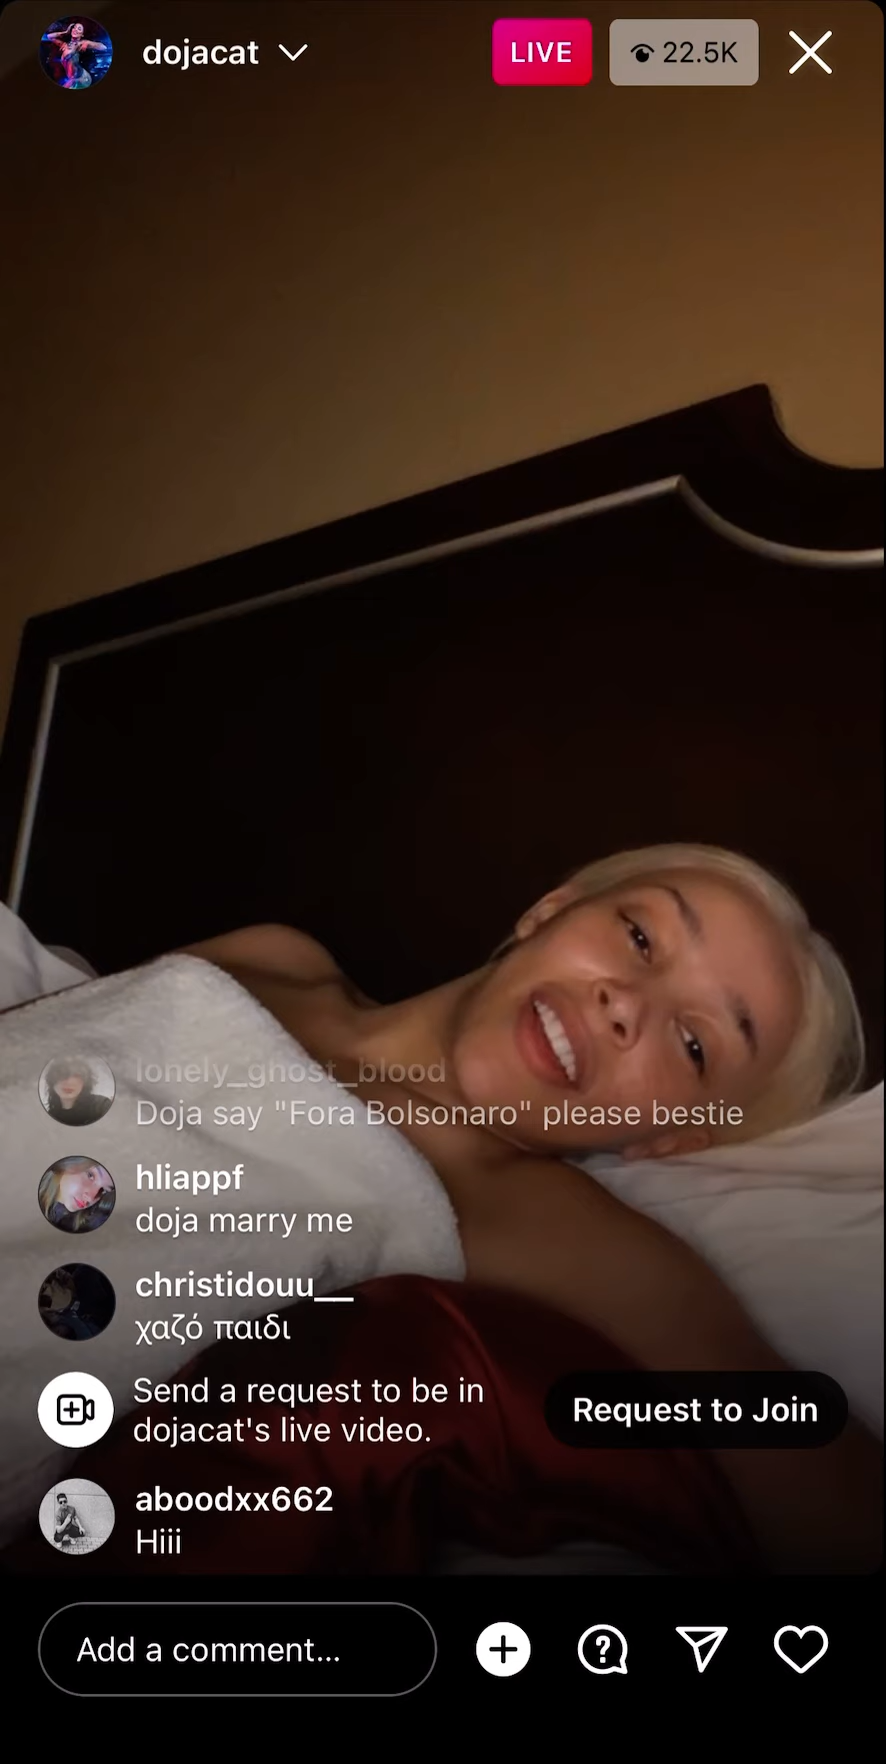 dojacat
LIVE
22.5K
lonely_ghost_blood
Doja say "Fora Bolsonaro" please bestie
hliappf
doja marry me
christidouu__
χαζό παιδι
Send a request to be in
dojacat's live video.
Request to Join
aboodxx662
Hiii
Add a comment...